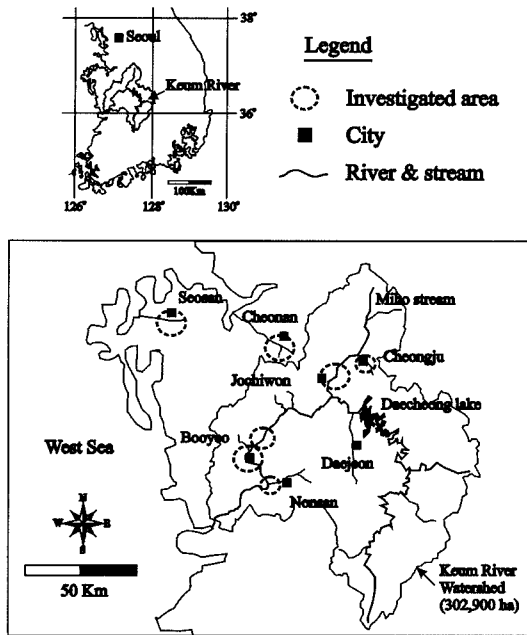 38°
Seoul
Keum River
36°
100Km
126°
128°
130°
Legend
Investigated area
City
River & stream
Seosan
Cheonan
Miho stream
Cheongju
Jochiwon
Daecheong lake
Booyeo
West Sea
Daejeon
Nonsan
N
W
E
S
50 Km
Keum River
Watershed
(302,900 ha)